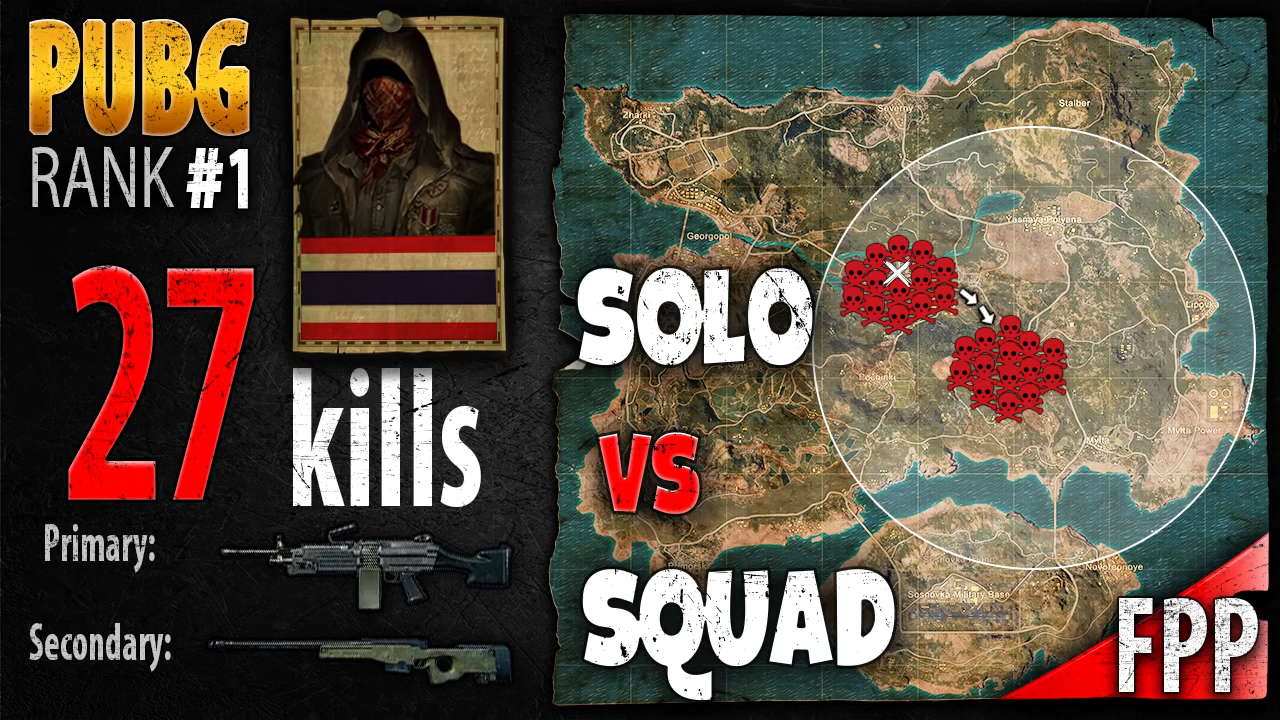 PUBG
RANK #1
27
kills
Primary:
Secondary:
SOLO
VS
SQUAD
FPP
Zharki
Severny
Stalber
Georgopol
Yasnaya Polyana
Lipovka
Pochinki
Mylta
Mylta Power
Primorsk
Novorepnoye
Sosnovka Military Base